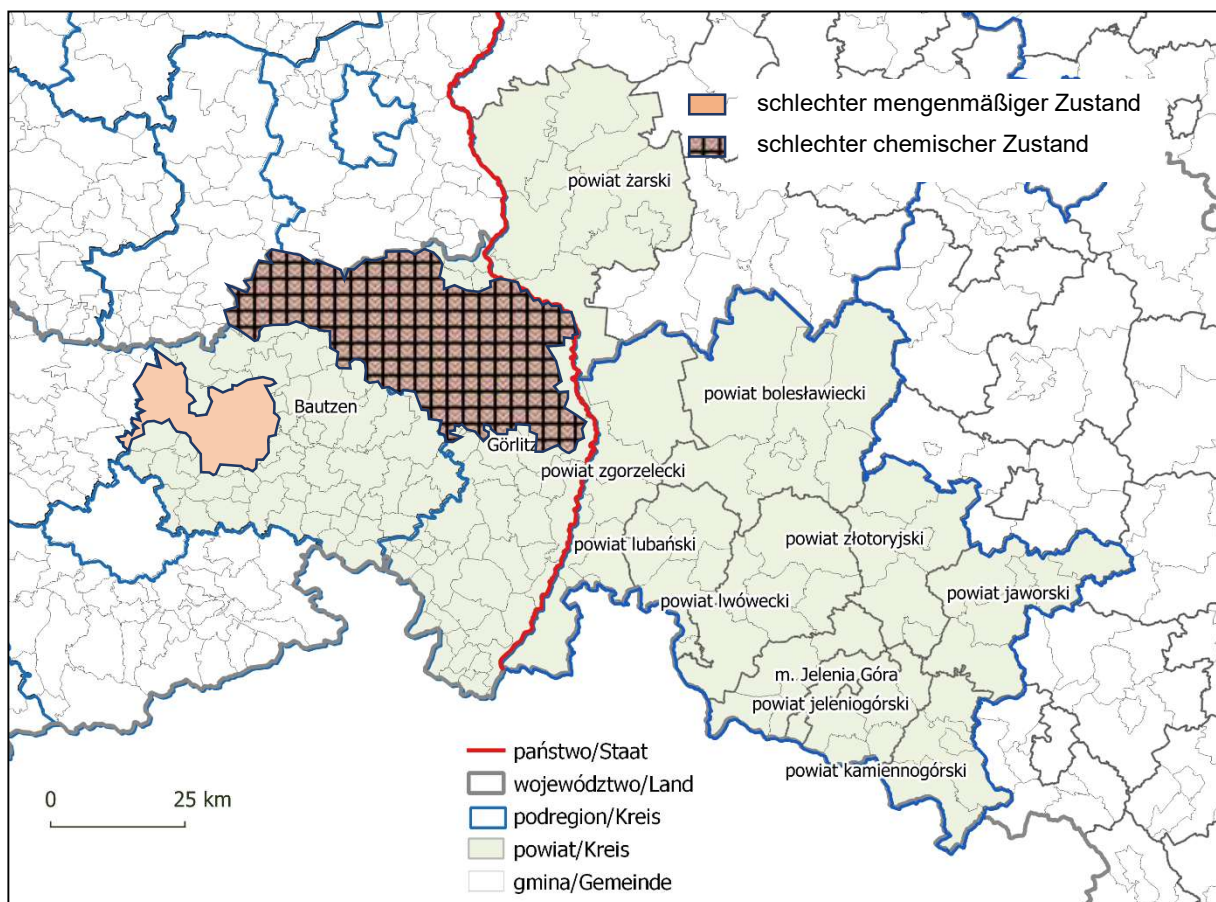 schlechter mengenmäßiger Zustand
schlechter chemischer Zustand
powiat żarski
powiat bolesławiecki
Bautzen
Görlitz
powiat zgorzelecki
powiat lubański
powiat złotoryjski
powiat lwówecki
powiat jaworski
m. Jelenia Góra
powiat jeleniogórski
powiat kamiennogórski
państwo/Staat
województwo/Land
podregion/Kreis
powiat/Kreis
gmina/Gemeinde
0 25 km